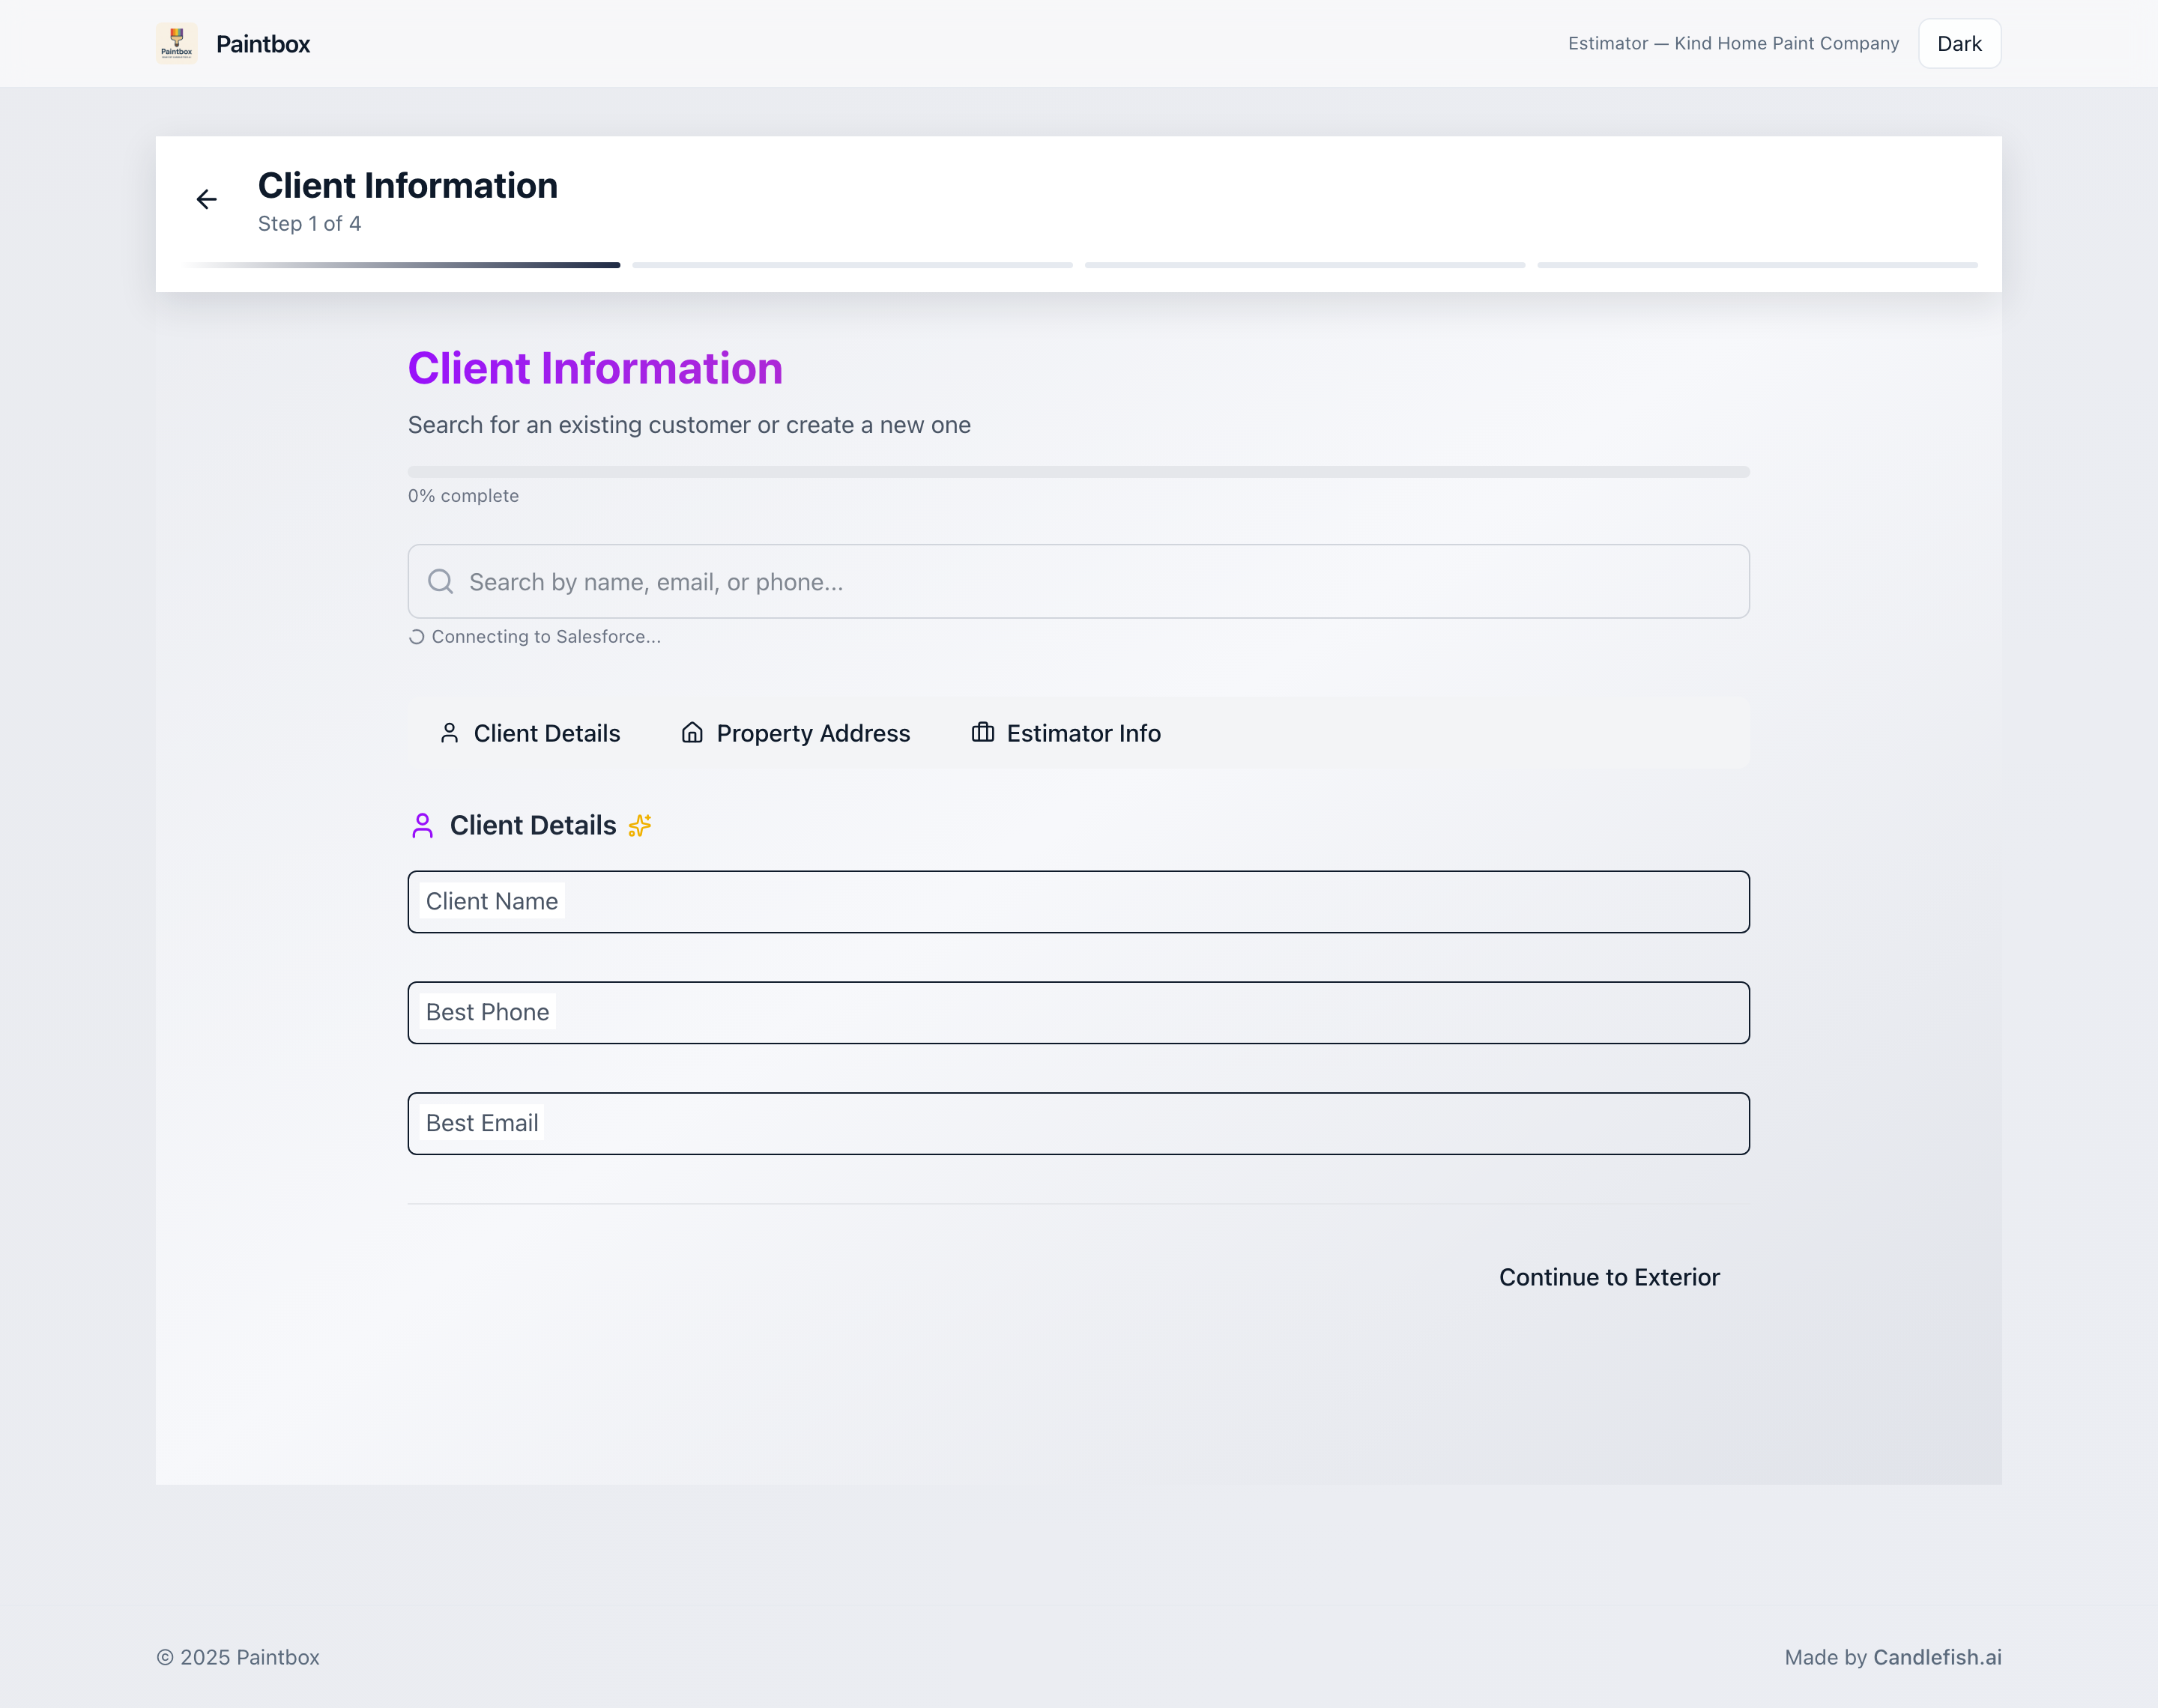 Paintbox
Paintbox
Estimator — Kind Home Paint Company
Dark
Client Information
Step 1 of 4
Client Information
Search for an existing customer or create a new one
0% complete
Search by name, email, or phone...
Connecting to Salesforce...
Client Details
Property Address
Estimator Info
Client Details
Client Name
Best Phone
Best Email
Continue to Exterior
© 2025 Paintbox
Made by Candlefish.ai